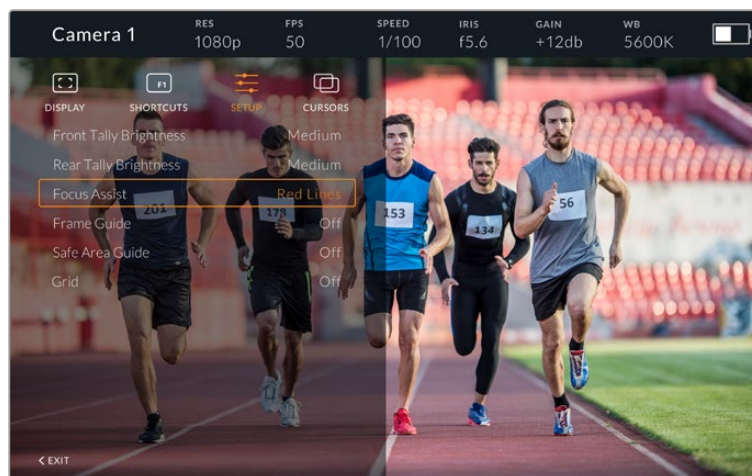 Camera 1
RES
1080p
FPS
50
SPEED
1/100
IRIS
f5.6
GAIN
+12db
WB
5600K
F1
DISPLAY
SHORTCUTS
SETUP
CURSORS
Front Tally Brightness Medium
Rear Tally Brightness Medium
Focus Assist Red Lines
Frame Guide Off
Safe Area Guide Off
Grid Off
201
178
153
134
56
< EXIT